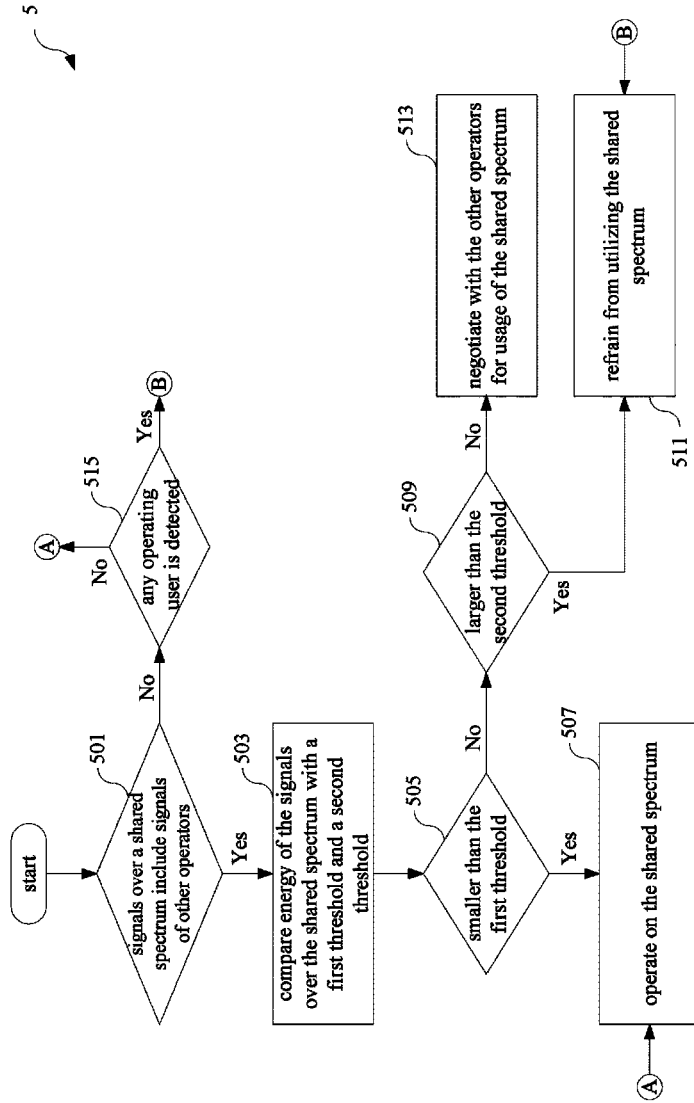 5
start
501
signals over a shared
spectrum include signals
of other operators
No
515
any operating
user is detected
No
A
Yes
B
Yes
503
compare energy of the signals
over the shared spectrum with a
first threshold and a second
threshold
505
smaller than the
first threshold
No
509
larger than the
second threshold
No
513
negotiate with the other operators
for usage of the shared spectrum
Yes
507
A
operate on the shared spectrum
Yes
511
refrain from utilizing the shared
spectrum
B